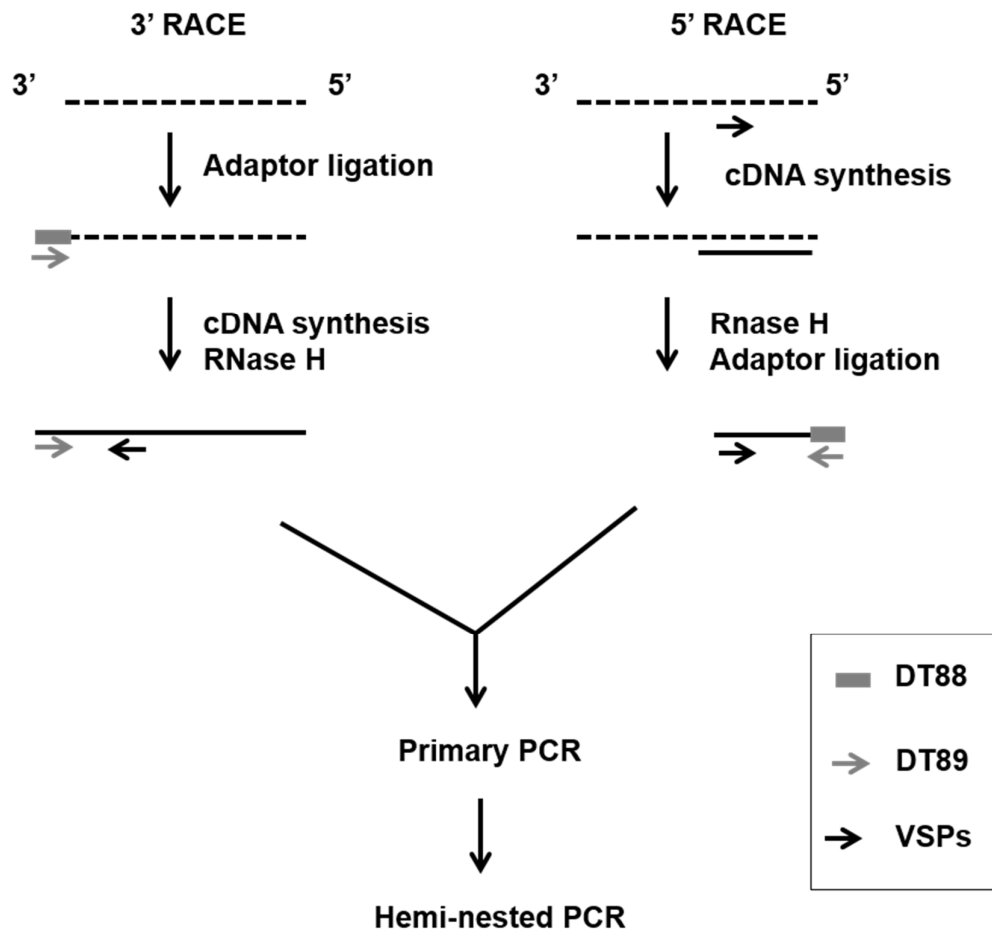 3’ RACE
5’ RACE
3’
5’
3’
5’
Adaptor ligation
cDNA synthesis
cDNA synthesis
RNase H
Rnase H
Adaptor ligation
Primary PCR
Hemi-nested PCR
DT88
DT89
VSPs